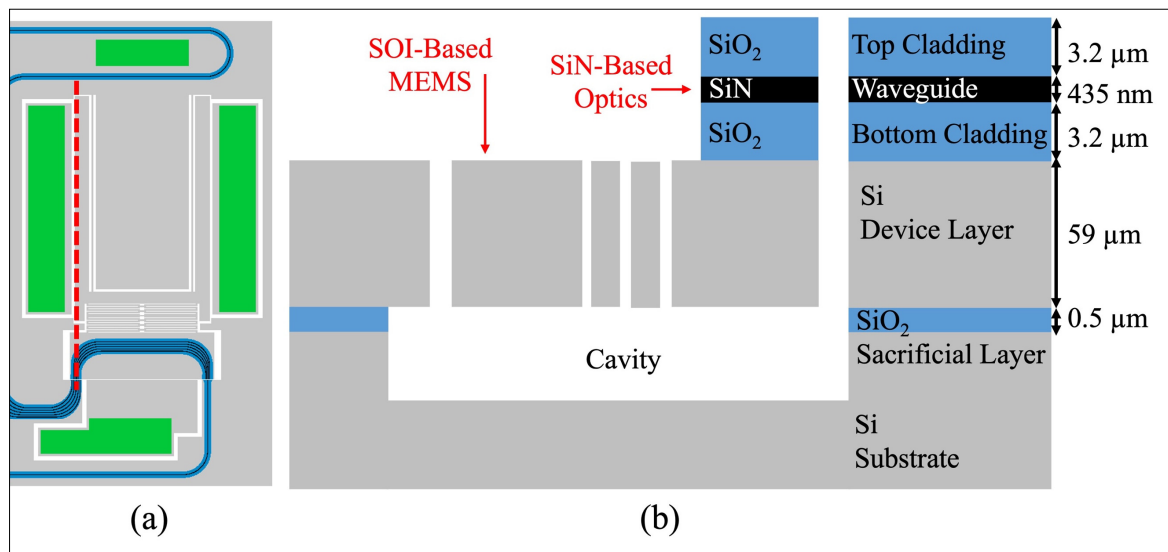 SOI-Based
MEMS
SiN-Based
Optics
SiO₂
SiN
SiO₂
Top Cladding
Waveguide
Bottom Cladding
3.2 µm
435 nm
3.2 µm
Si
Device Layer
59 µm
SiO₂
0.5 µm
Sacrificial Layer
Cavity
Si
Substrate
(a)
(b)